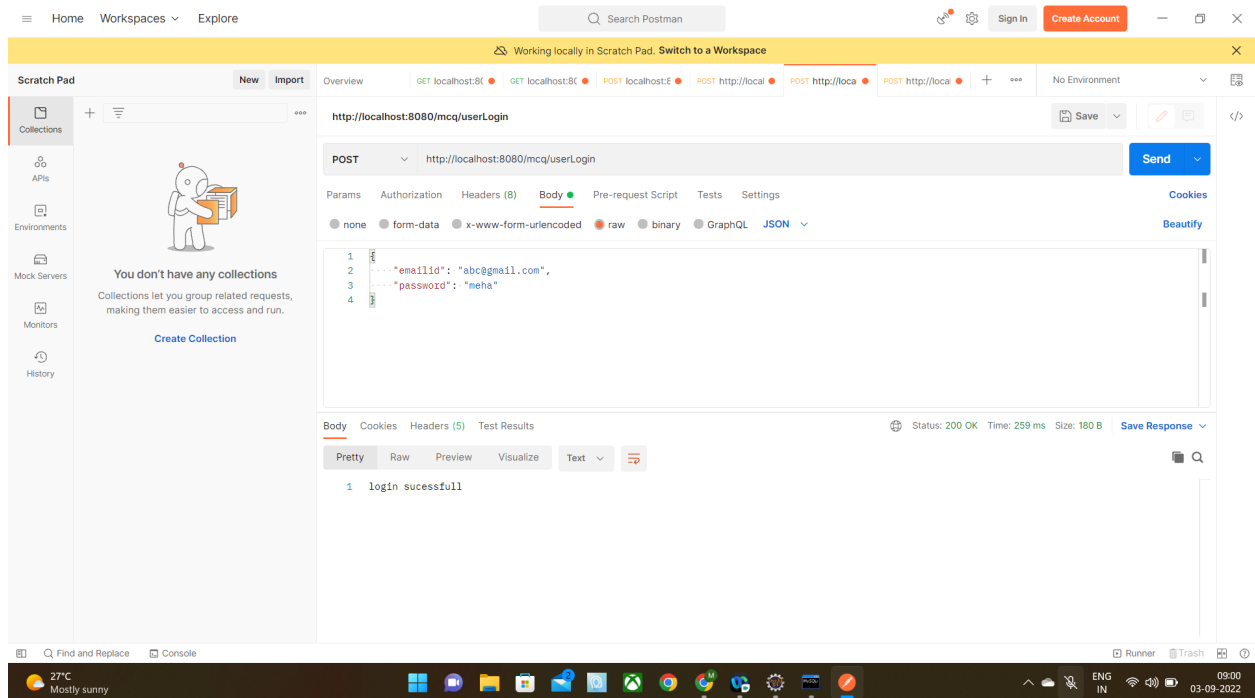 Home Workspaces Explore Search Postman Sign In Create Account
Working locally in Scratch Pad. Switch to a Workspace
Scratch Pad New Import
Overview GET localhost:8( GET localhost:8( POST localhost:8 POST http://local POST http://loca POST http://local No Environment
Collections
APIs
Environments
Mock Servers
Monitors
History
You don't have any collections
Collections let you group related requests,
making them easier to access and run.
Create Collection
http://localhost:8080/mcq/userLogin Save
POST http://localhost:8080/mcq/userLogin Send
Params Authorization Headers (8) Body Pre-request Script Tests Settings Cookies
none form-data x-www-form-urlencoded raw binary GraphQL JSON Beautify
1 {
2 "emailid": "abc@gmail.com",
3 "password": "meha"
4 }
Body Cookies Headers (5) Test Results Status: 200 OK Time: 259 ms Size: 180 B Save Response
Pretty Raw Preview Visualize Text
1 login sucessfull
Find and Replace Console Runner Trash
27°C
Mostly sunny
2
M
ENG
IN
09:00
03-09-2022